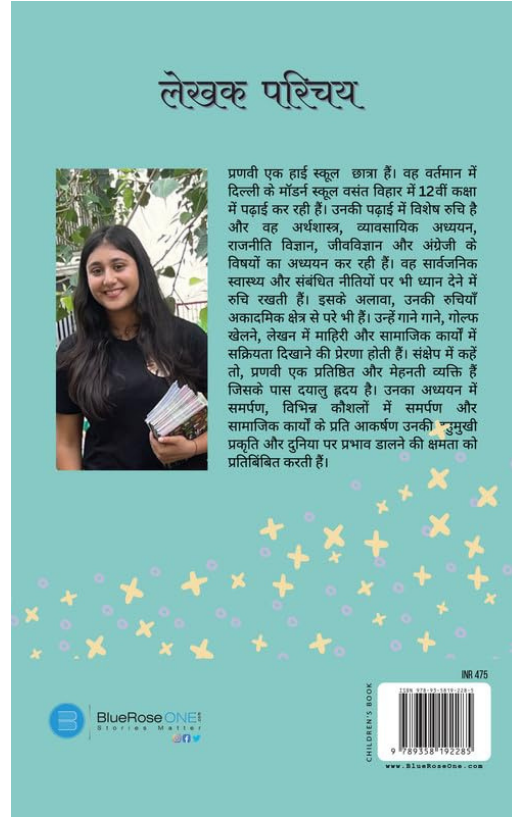 लेखक परिचय
प्रणवी एक हाई स्कूल छात्रा हैं। वह वर्तमान में
दिल्ली के मॉडर्न स्कूल वसंत विहार में 12वीं कक्षा
में पढ़ाई कर रही हैं। उनकी पढ़ाई में विशेष रुचि है
और वह अर्थशास्त्र, व्यावसायिक अध्ययन,
राजनीति विज्ञान, जीवविज्ञान और अंग्रेजी के
विषयों का अध्ययन कर रही हैं। वह सार्वजनिक
स्वास्थ्य और संबंधित नीतियों पर भी ध्यान देने में
रुचि रखती हैं। इसके अलावा, उनकी रुचियाँ
अकादमिक क्षेत्र से परे भी हैं। उन्हें गाने गाने, गोल्फ
खेलने, लेखन में माहिरी और सामाजिक कार्यों में
सक्रियता दिखाने की प्रेरणा होती हैं। संक्षेप में कहें
तो, प्रणवी एक प्रतिष्ठित और मेहनती व्यक्ति हैं
जिसके पास दयालु ह्रदय है। उनका अध्ययन में
समर्पण, विभिन्न कौशलों में समर्पण और
सामाजिक कार्यों के प्रति आकर्षण उनकी
प्रकृति और दुनिया पर प्रभाव डालने की क्षमता को
प्रतिबिंबित करती हैं।
INR 475
CHILDREN'S BOOK
ISBN 978-93-5819-228-5
9 789358 192285
www.BlueRoseOne.com
BlueRoseONE.com
Stories Matter